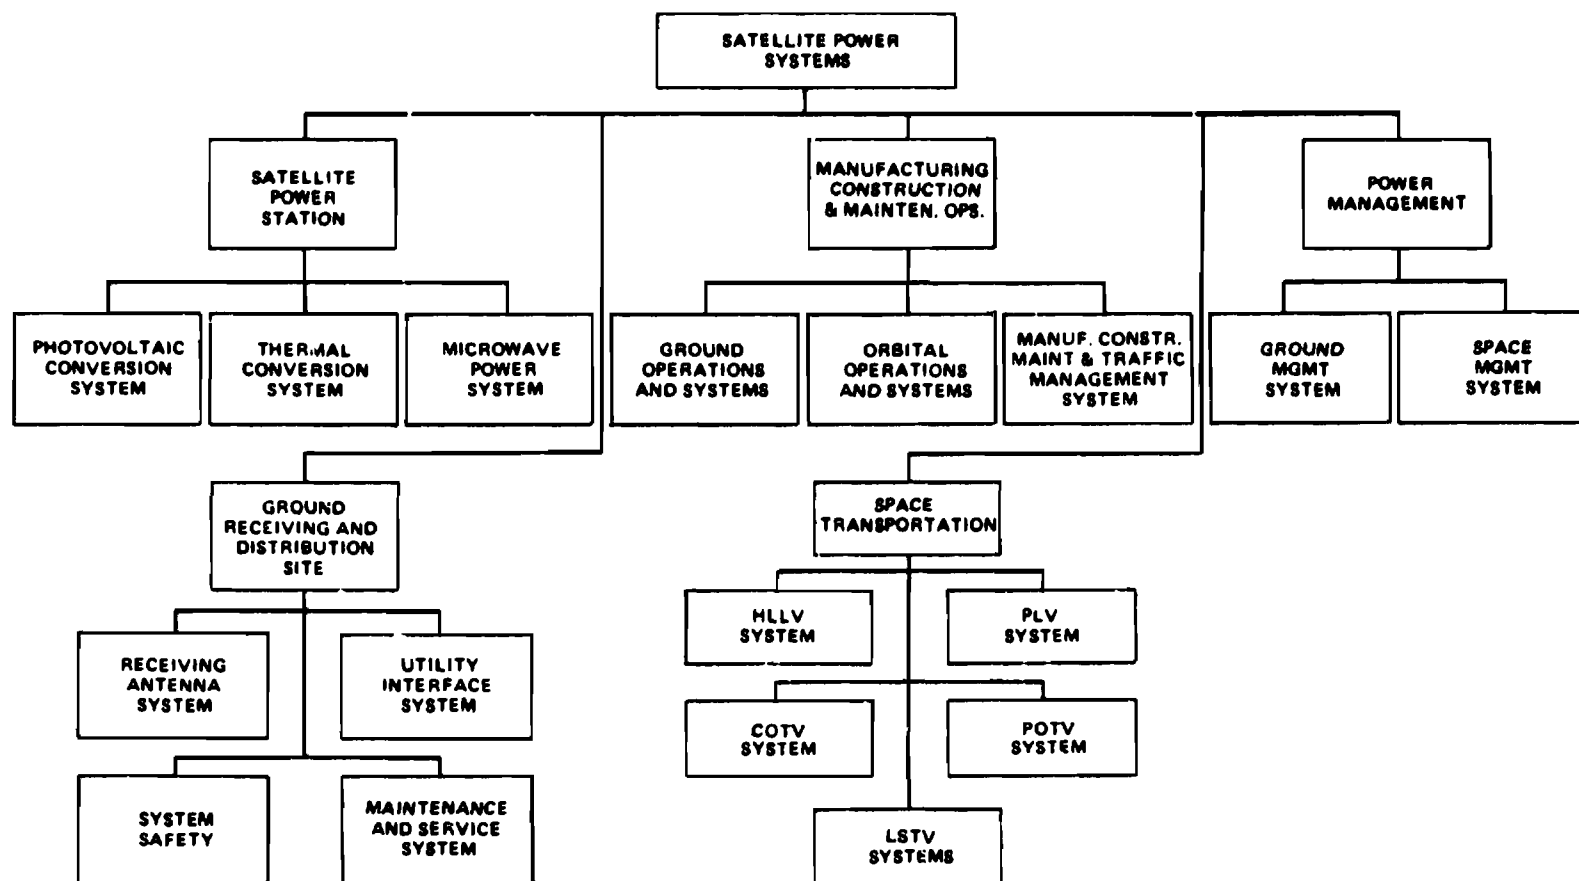 SATELLITE POWER
SYSTEMS
SATELLITE
POWER
STATION
MANUFACTURING
CONSTRUCTION
& MAINTEN. OPS.
POWER
MANAGEMENT
PHOTOVOLTAIC
CONVERSION
SYSTEM
THERMAL
CONVERSION
SYSTEM
MICROWAVE
POWER
SYSTEM
GROUND
OPERATIONS
AND SYSTEMS
ORBITAL
OPERATIONS
AND SYSTEMS
MANUF. CONSTR.
MAINT & TRAFFIC
MANAGEMENT
SYSTEM
GROUND
MGMT
SYSTEM
SPACE
MGMT
SYSTEM
GROUND
RECEIVING AND
DISTRIBUTION
SITE
SPACE
TRANSPORTATION
RECEIVING
ANTENNA
SYSTEM
UTILITY
INTERFACE
SYSTEM
SYSTEM
SAFETY
MAINTENANCE
AND SERVICE
SYSTEM
HLLV
SYSTEM
PLV
SYSTEM
COTV
SYSTEM
POTV
SYSTEM
LSTV
SYSTEMS